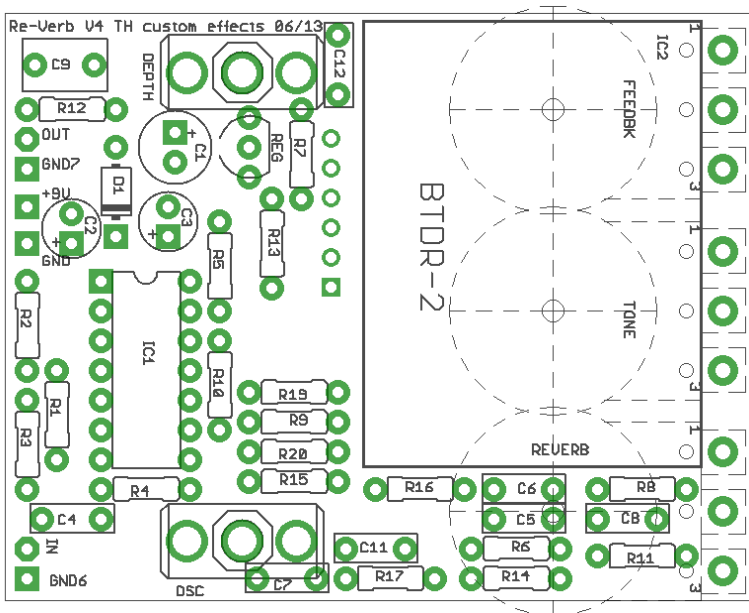 Re-Verb V4 TH custom effects 06/13
C9
DEPTH
C12
IC2
1
R12
OUT
GND7
+9V
GND
D1
+
C1
REG
R7
FEEDBK
3
C2
+
C3
+
R5
R13
BTDR-2
1
R2
IC1
TONE
R10
3
R1
R3
R19
R9
R20
R15
1
REVERB
R4
R16
C6
R8
C4
C5
C8
IN
C11
R6
R11
GND6
DSC
C7
R17
R14
3